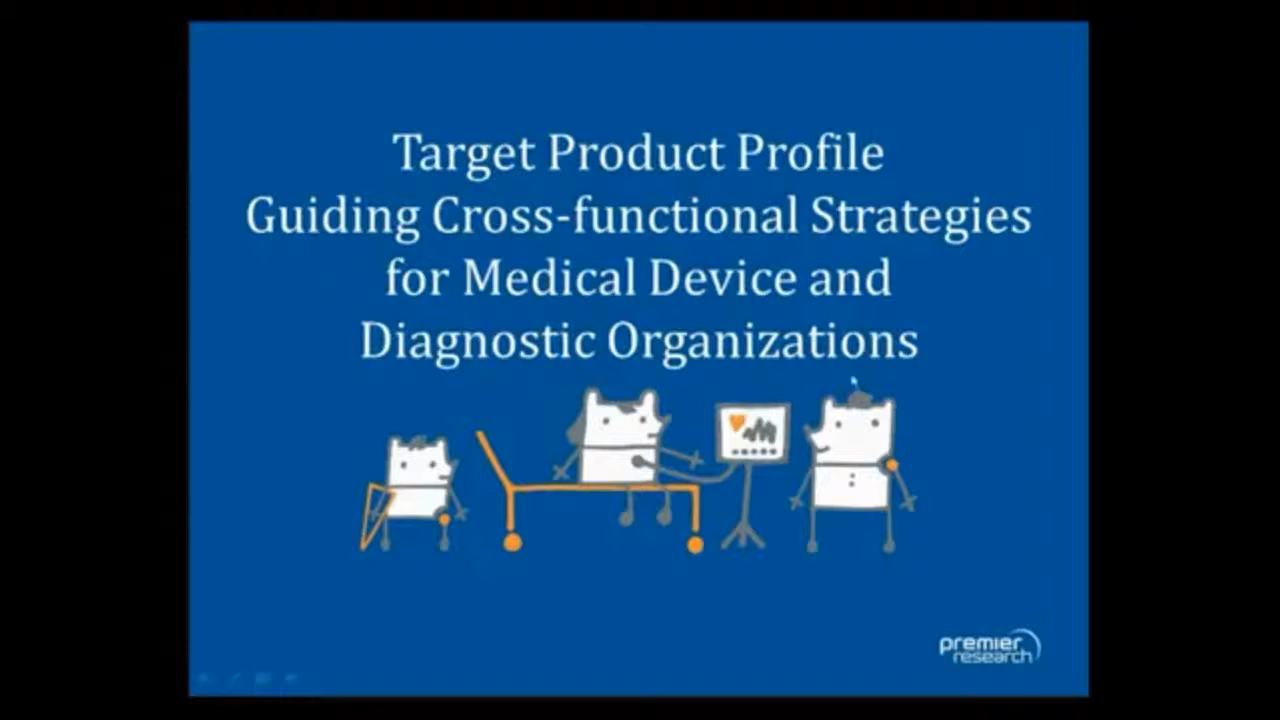 Target Product Profile
Guiding Cross-functional Strategies
for Medical Device and
Diagnostic Organizations
premier
research